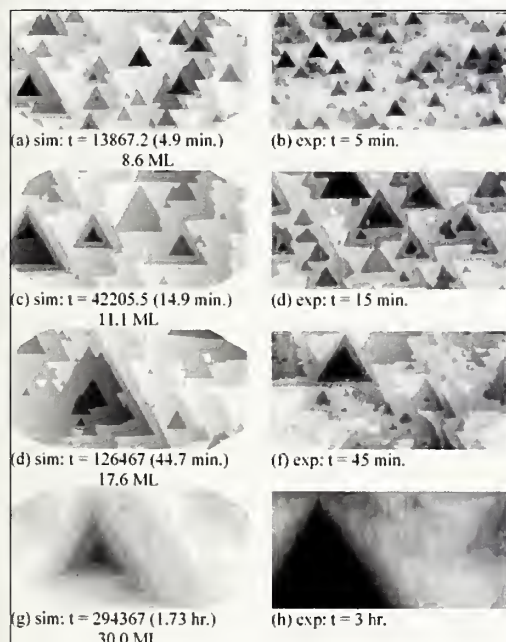 (a) sim: t = 13867.2 (4.9 min.)
8.6 ML
(b) exp: t = 5 min.
(c) sim: t = 42205.5 (14.9 min.)
11.1 ML
(d) exp: t = 15 min.
(d) sim: t = 126467 (44.7 min.)
17.6 ML
(f) exp: t = 45 min.
(g) sim: t = 294367 (1.73 hr.)
30.0 ML
(h) exp: t = 3 hr.